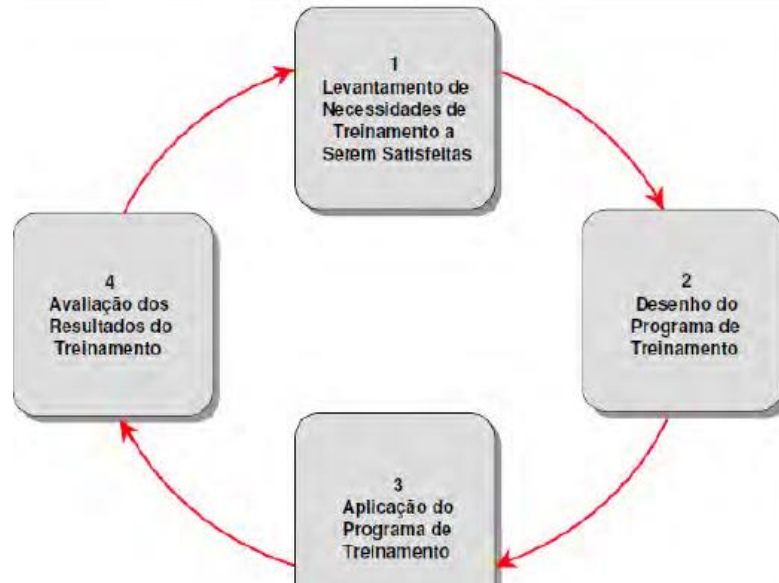 1
Levantamento de
Necessidades de
Treinamento a
Serem Satisfeitas
2
Desenho do
Programa de
Treinamento
3
Aplicação do
Programa de
Treinamento
4
Avaliação dos
Resultados do
Treinamento